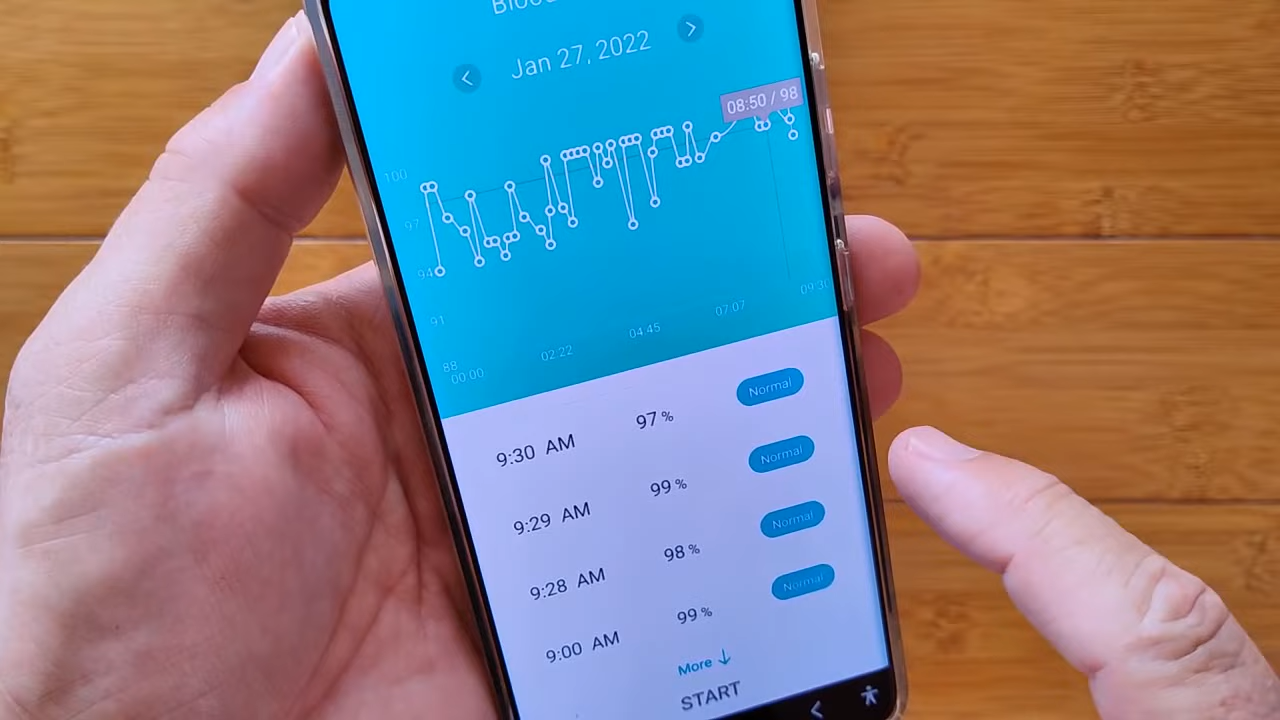 Jan 27, 2022
08:50 / 98
100
97
94
91
88
00:00
02:22
04:45
07:07
09:30
9:30 AM 97 % Normal
9:29 AM 99 % Normal
9:28 AM 98 % Normal
9:00 AM 99 % Normal
More ↓
START